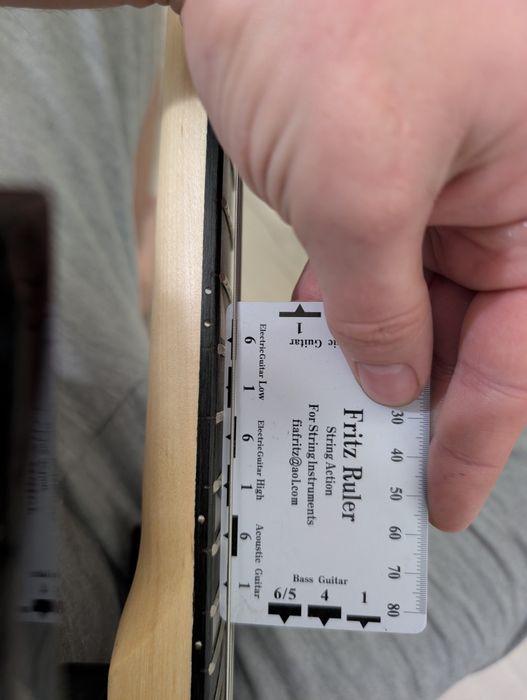 Fritz Ruler
String Action
For String Instruments
fiafritz@aol.com
Electric Guitar Low
6 1
Electric Guitar High
6 1
Acoustic Guitar
6 1
Bass Guitar
6/5 4 1
ic Guitar
1
30 40 50 60 70 80